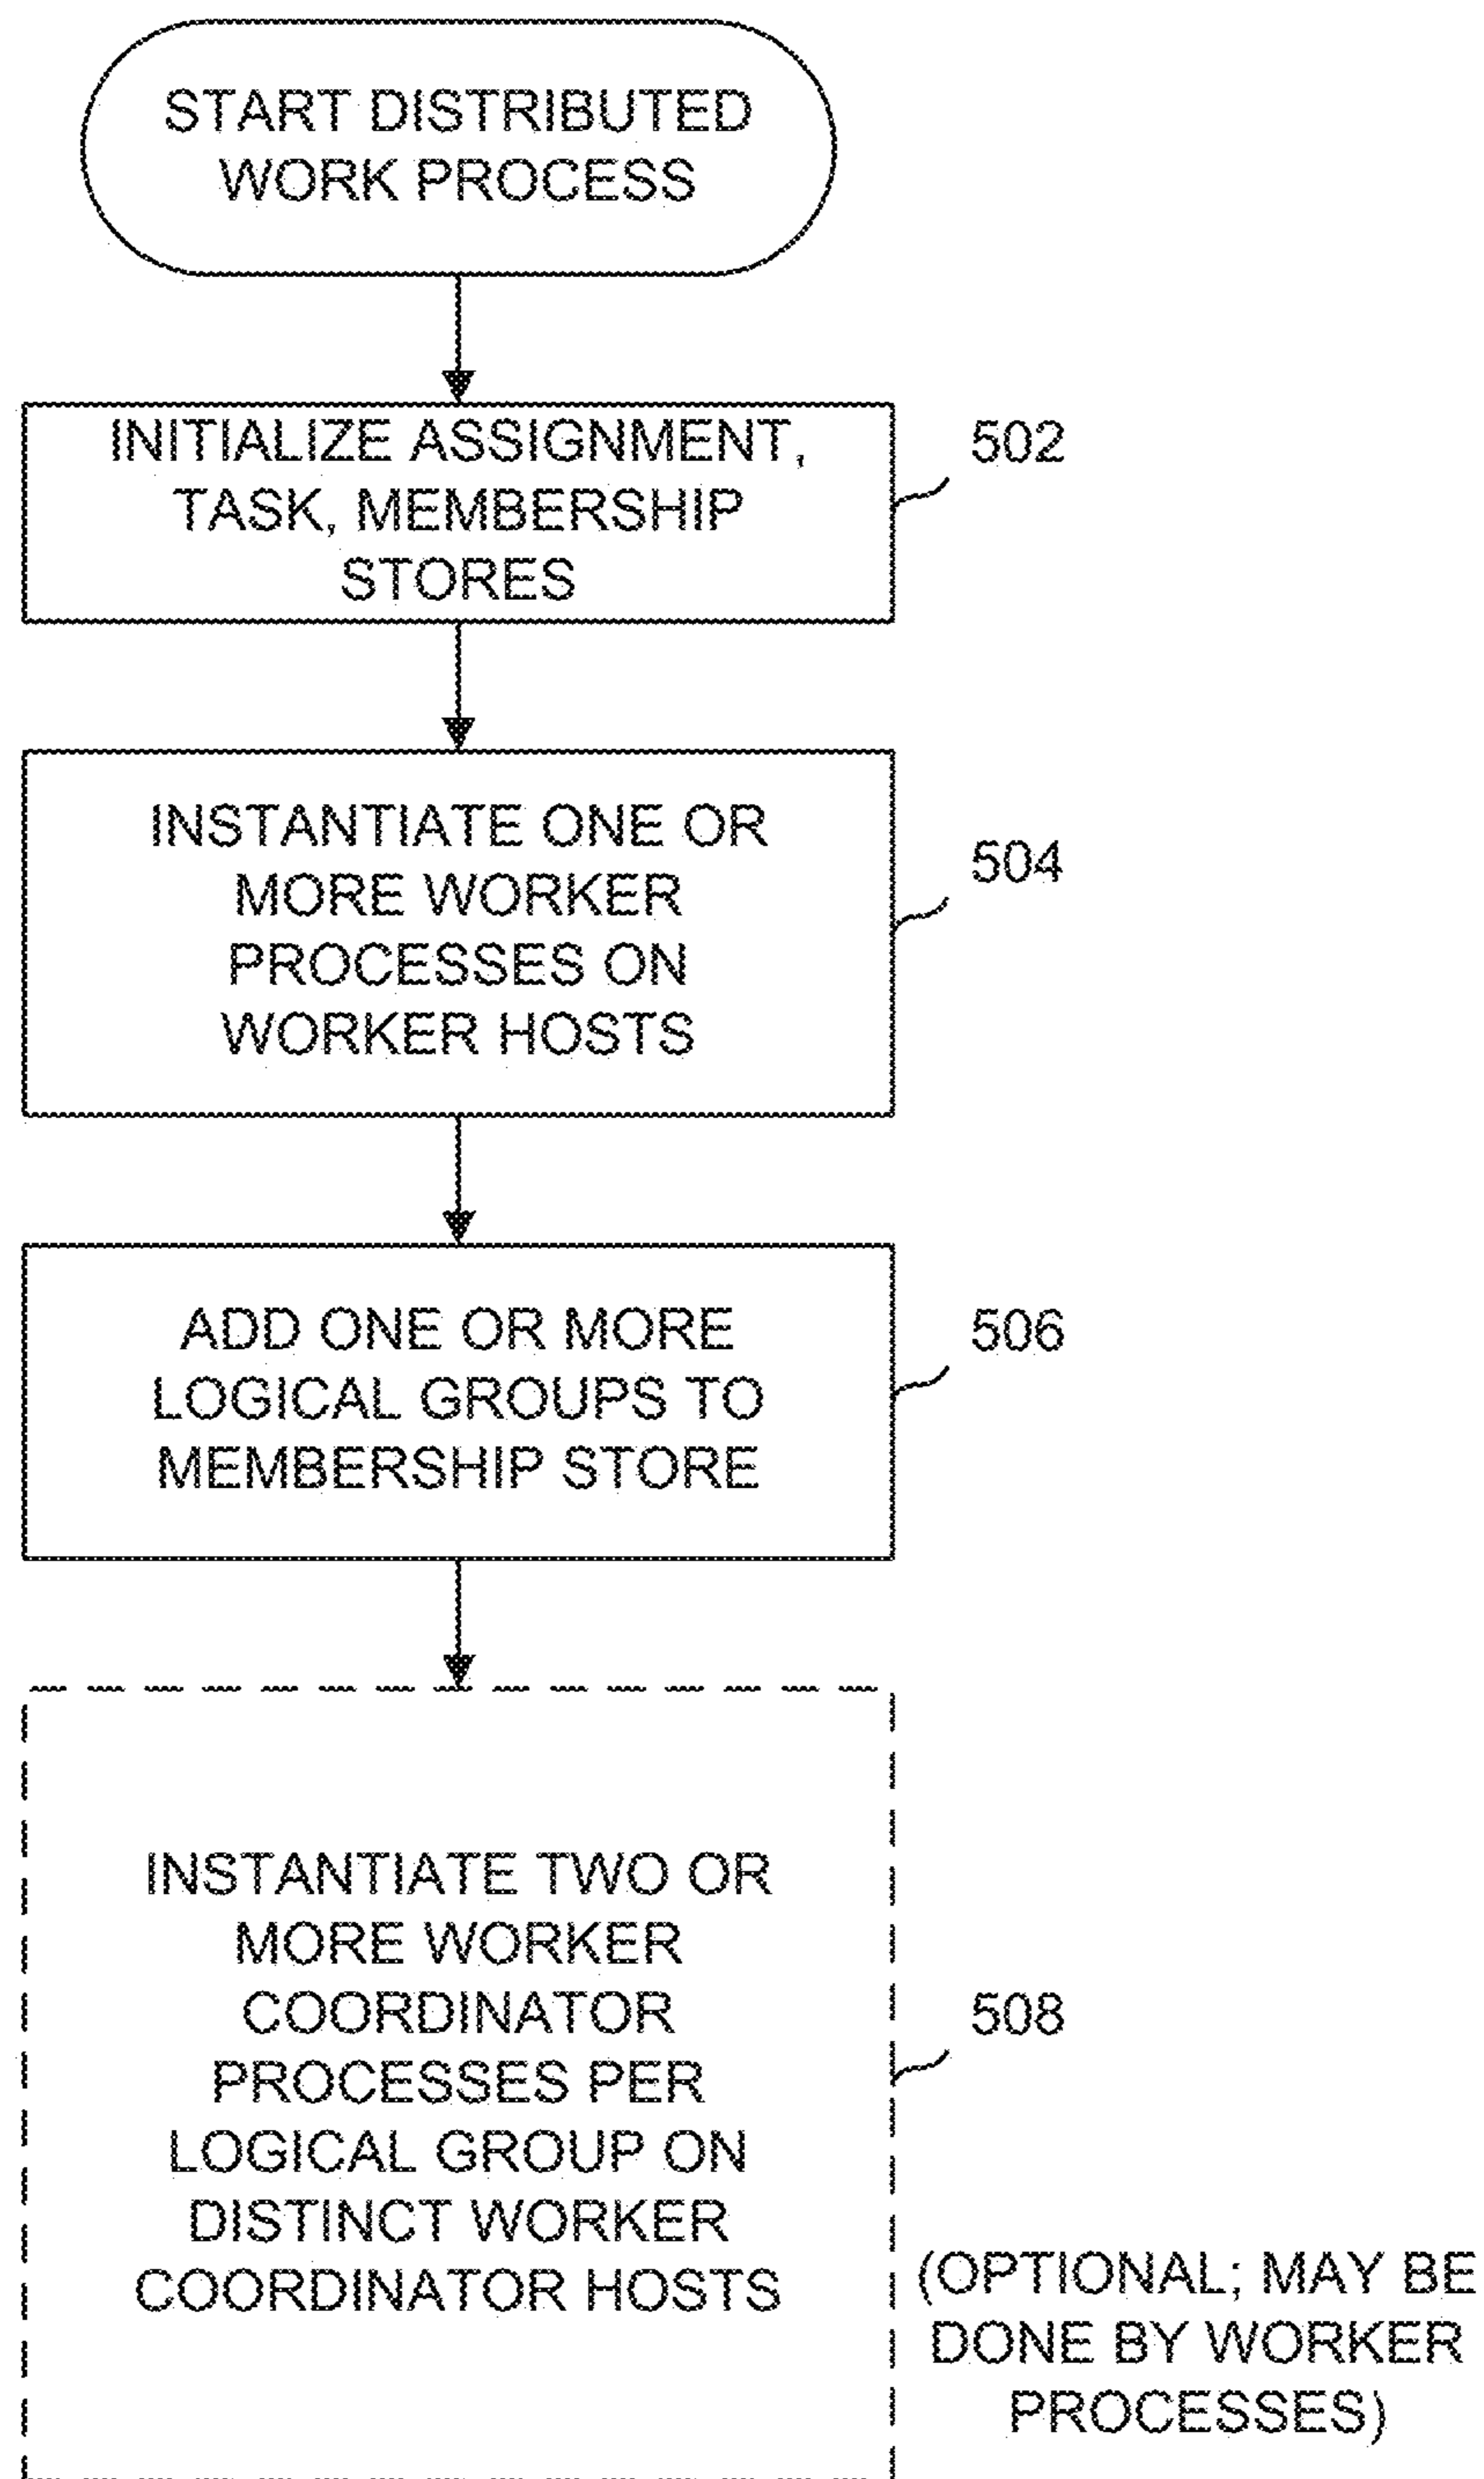 START DISTRIBUTED
WORK PROCESS
INITIALIZE ASSIGNMENT,
TASK, MEMBERSHIP
STORES
502
INSTANTIATE ONE OR
MORE WORKER
PROCESSES ON
WORKER HOSTS
504
ADD ONE OR MORE
LOGICAL GROUPS TO
MEMBERSHIP STORE
506
INSTANTIATE TWO OR
MORE WORKER
COORDINATOR
PROCESSES PER
LOGICAL GROUP ON
DISTINCT WORKER
COORDINATOR HOSTS
508
(OPTIONAL; MAY BE
DONE BY WORKER
PROCESSES)